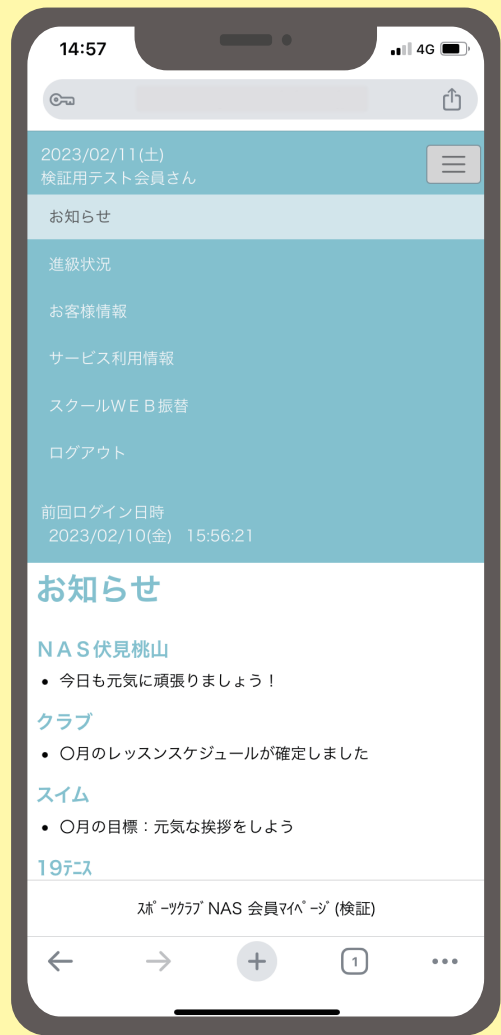 14:57
4G
2023/02/11(土)
検証用テスト会員さん
お知らせ
進級状況
お客様情報
サービス利用情報
スクールＷＥＢ振替
ログアウト
前回ログイン日時
2023/02/10(金) 15:56:21
お知らせ
ＮＡＳ伏見桃山
• 今日も元気に頑張りましょう！
クラブ
• 〇月のレッスンスケジュールが確定しました
スイム
• 〇月の目標：元気な挨拶をしよう
19ﾃﾆｽ
ｽﾎﾟｰﾂｸﾗﾌﾞNAS 会員ﾏｲﾍﾟｰｼﾞ(検証)
1